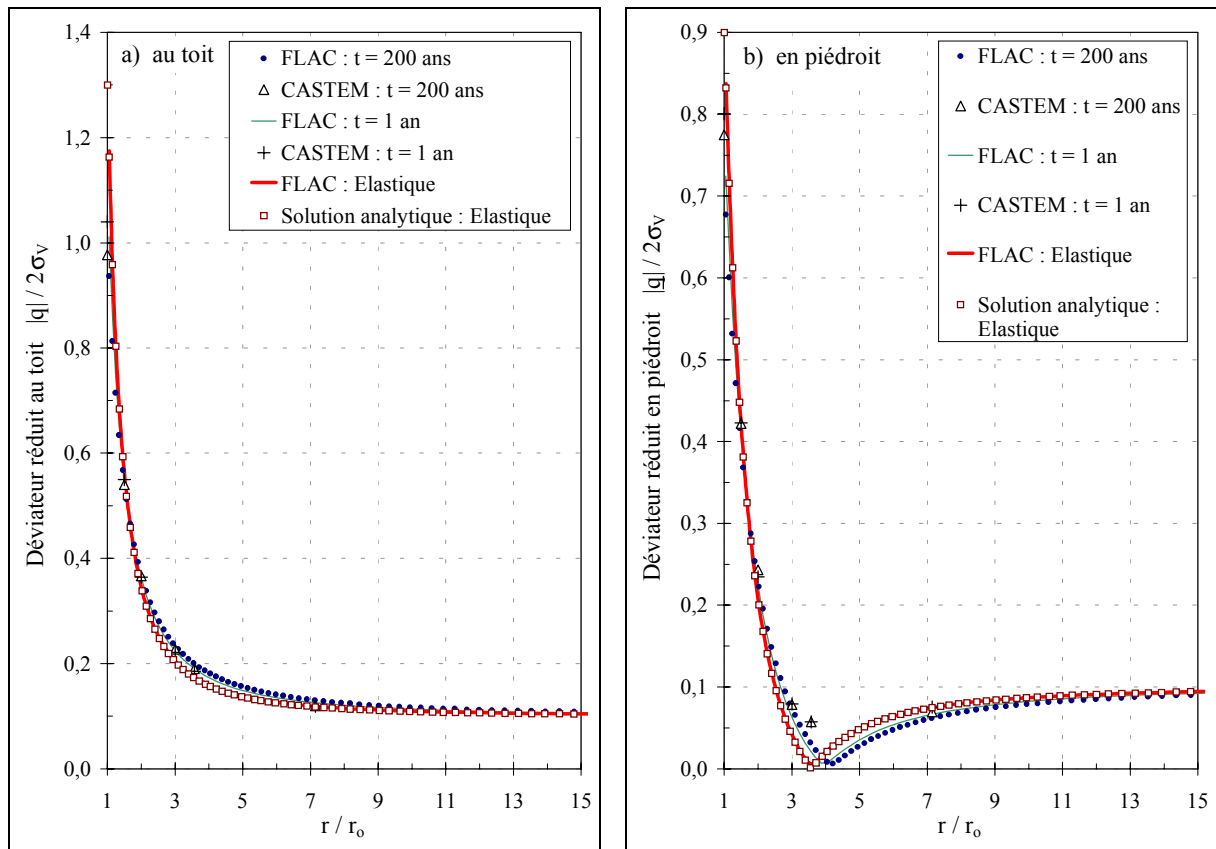 a) au toit
FLAC : t = 200 ans
CASTEM : t = 200 ans
FLAC : t = 1 an
CASTEM : t = 1 an
FLAC : Elastique
Solution analytique : Elastique
Déviateur réduit au toit |q| / 2σV
1,4
1,2
1,0
0,8
0,6
0,4
0,2
0,0
1 3 5 7 9 11 13 15
r / ro
b) en piédroit
FLAC : t = 200 ans
CASTEM : t = 200 ans
FLAC : t = 1 an
CASTEM : t = 1 an
FLAC : Elastique
Solution analytique :
Elastique
Déviateur réduit en piédroit |q| / 2σV
0,9
0,8
0,7
0,6
0,5
0,4
0,3
0,2
0,1
0,0
1 3 5 7 9 11 13 15
r / ro